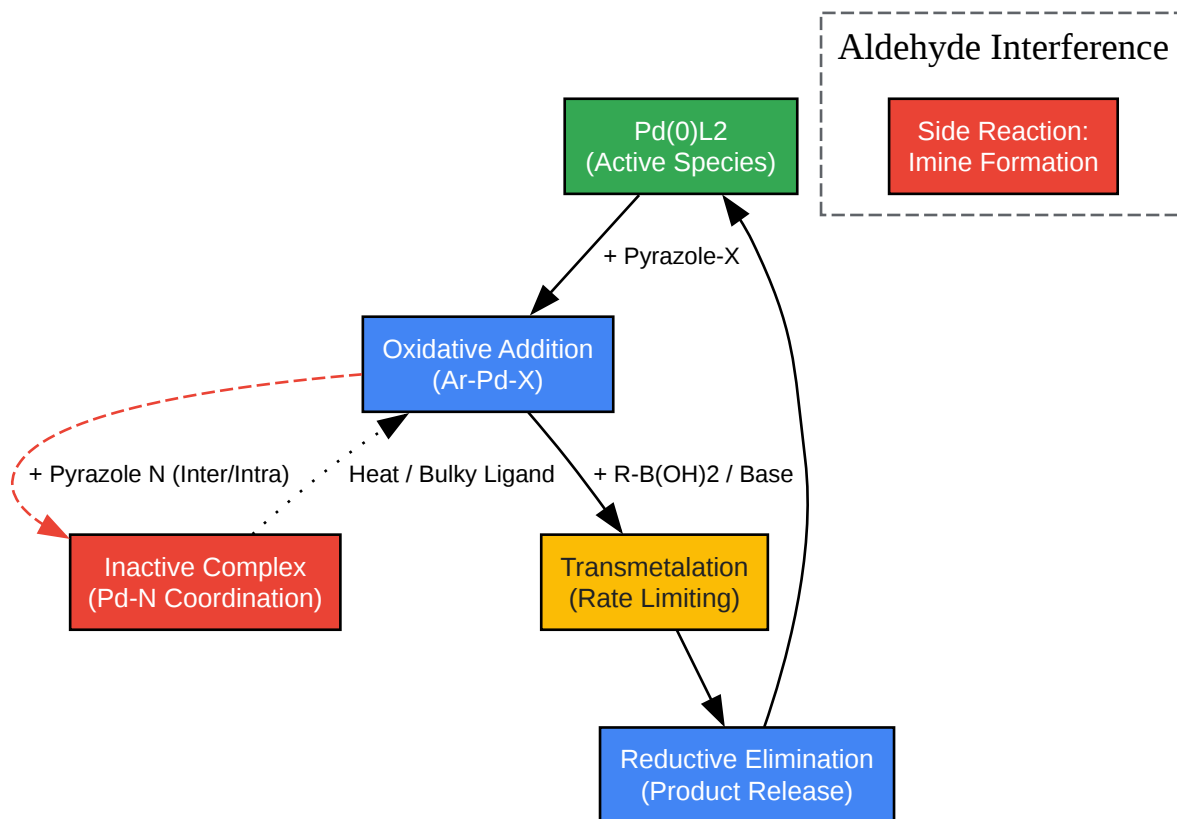 Aldehyde Interference
Pd(0)L2
(Active Species)
Side Reaction:
Imine Formation
+ Pyrazole-X
Oxidative Addition
(Ar-Pd-X)
+ Pyrazole N (Inter/Intra)
Heat / Bulky Ligand
+ R-B(OH)2 / Base
Inactive Complex
(Pd-N Coordination)
Transmetalation
(Rate Limiting)
Reductive Elimination
(Product Release)